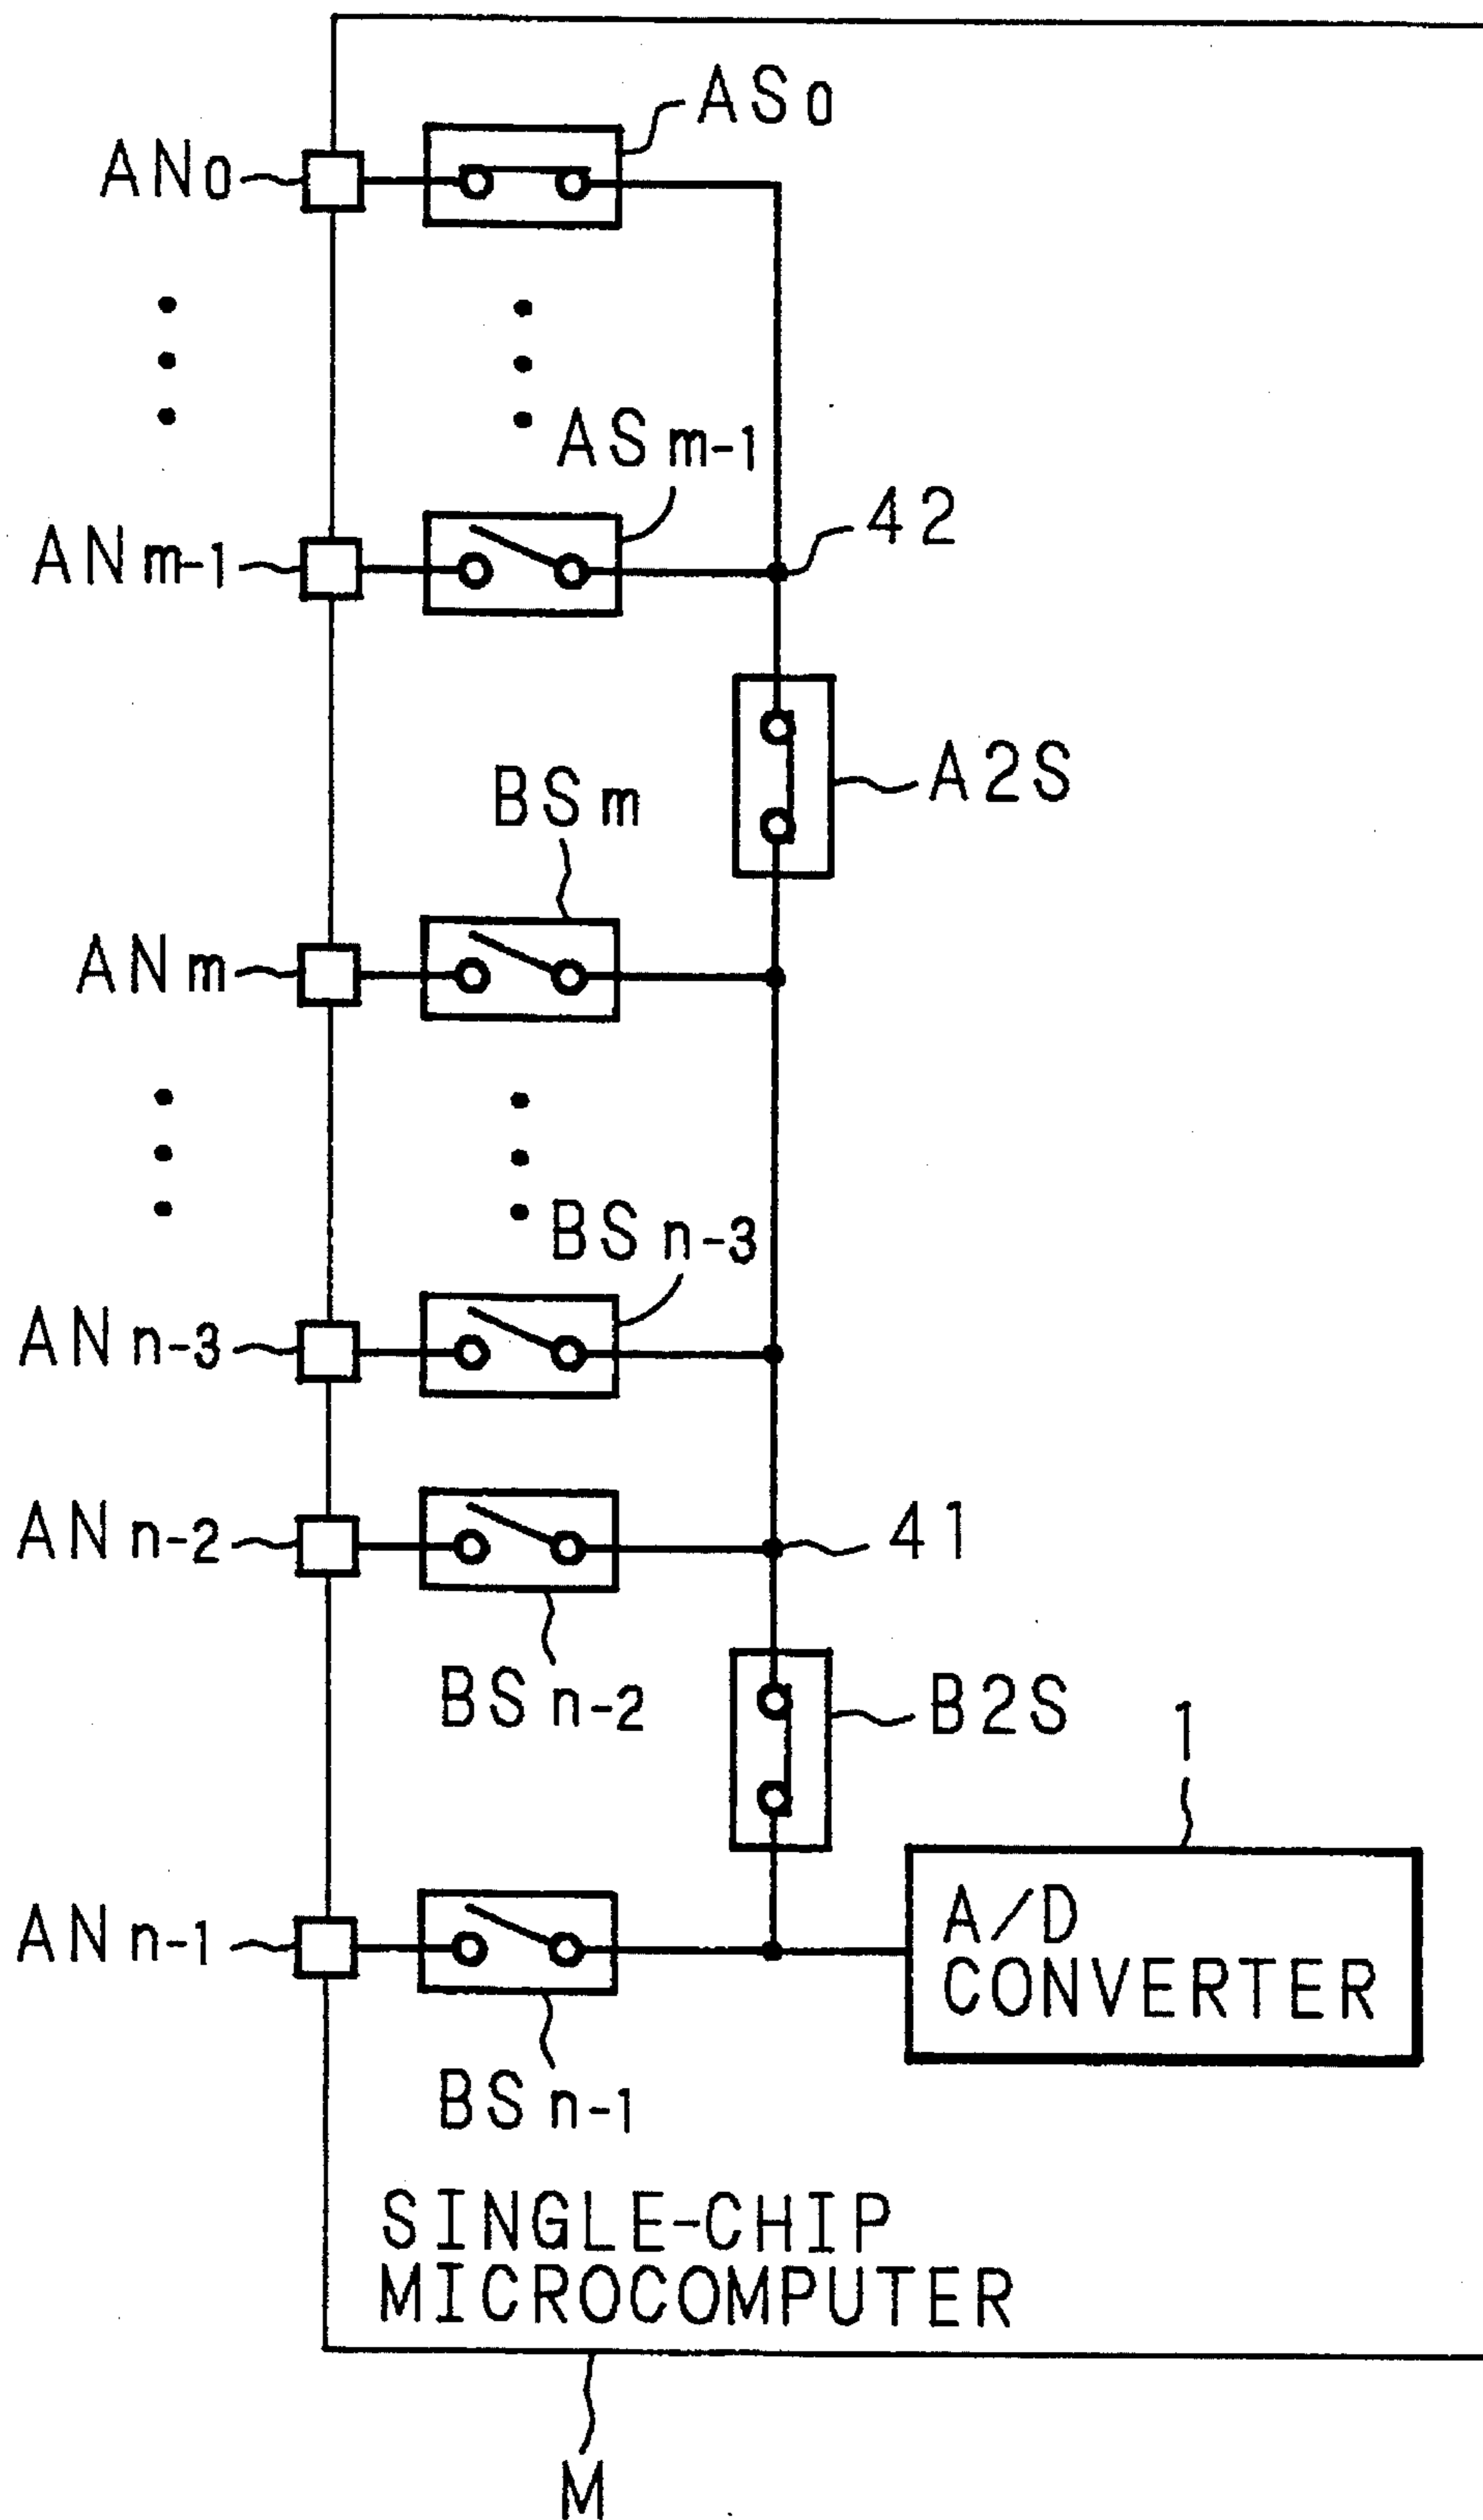 AS0
AN0
ASm-1
42
ANm-1
A2S
BSm
ANm
BSn-3
ANn-3
ANn-2
41
BSn-2
B2S
1
A/D
CONVERTER
ANn-1
BSn-1
SINGLE-CHIP
MICROCOMPUTER
M